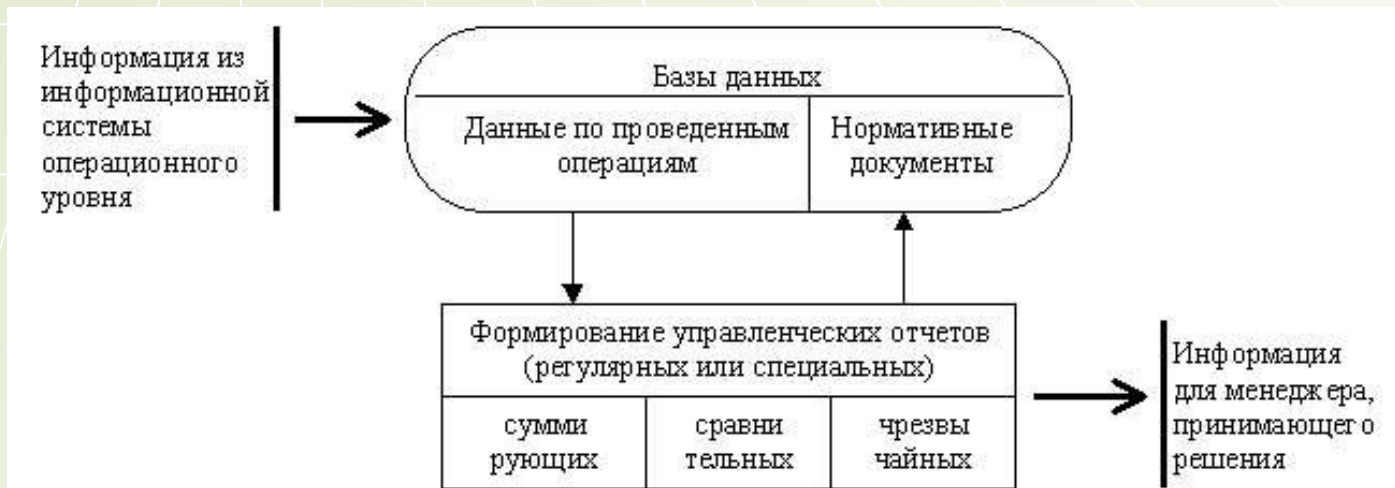 Информация из
информационной
системы
операционного
уровня
Базы данных
Данные по проведенным
операциям
Нормативные
документы
Формирование управленческих отчетов
(регулярных или специальных)
сумми
рующих
сравни
тельных
чрезвы
чайных
Информация
для менеджера,
принимающего
решения